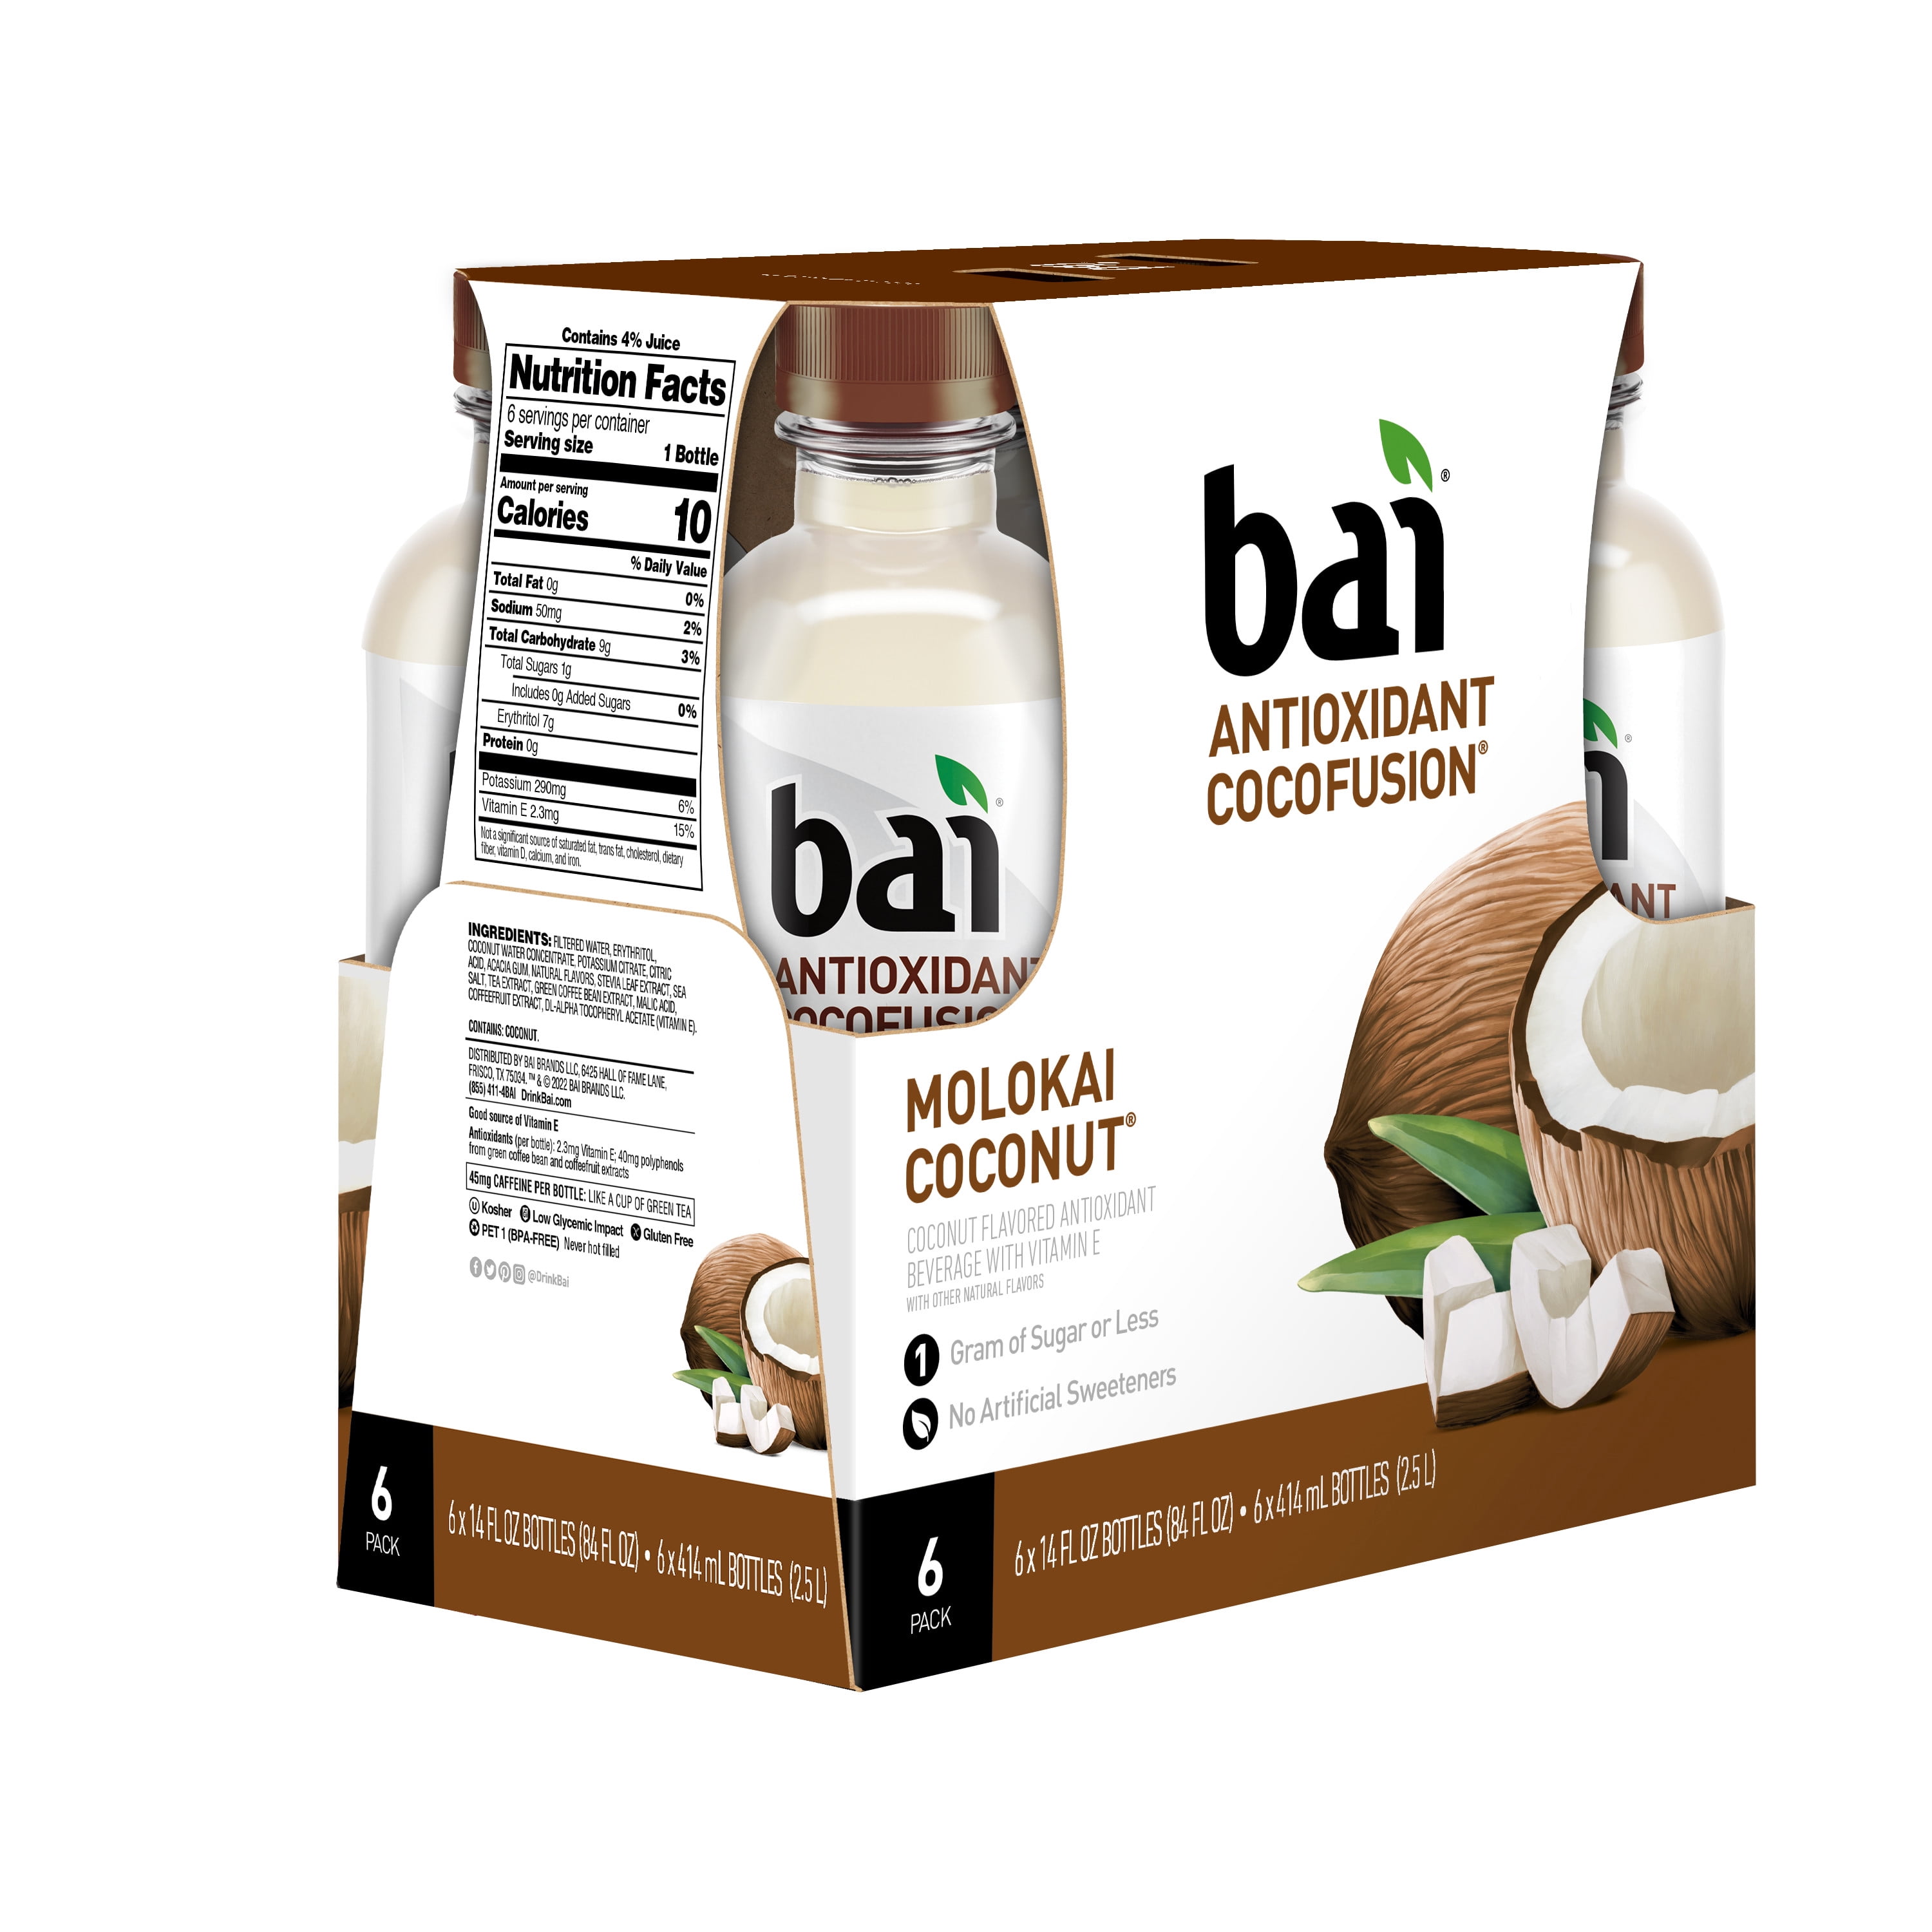 Contains 4% Juice
Nutrition Facts
6 servings per container
Serving size 1 Bottle
Amount per serving
Calories 10
% Daily Value
Total Fat 0g 0%
Sodium 50mg 2%
Total Carbohydrate 9g 3%
Total Sugars 1g
Includes 0g Added Sugars 0%
Erythritol 7g
Protein 0g
Potassium 290mg 6%
Vitamin E 2.3mg 15%
Not a significant source of saturated fat, trans fat, cholesterol, dietary
fiber, vitamin D, calcium, and iron.
INGREDIENTS: FILTERED WATER, ERYTHRITOL,
COCONUT WATER CONCENTRATE, POTASSIUM CITRATE, CITRIC
ACID, ACACIA GUM, NATURAL FLAVORS, STEVIA LEAF EXTRACT, SEA
SALT, TEA EXTRACT, GREEN COFFEE BEAN EXTRACT, MALIC ACID,
COFFEEFRUIT EXTRACT, DL-ALPHA TOCOPHERYL ACETATE (VITAMIN E).
CONTAINS: COCONUT.
DISTRIBUTED BY BAI BRANDS LLC, 6425 HALL OF FAME LANE,
FRISCO, TX 75034. ™ & © 2022 BAI BRANDS LLC.
(855) 411-4BAI DrinkBai.com
Good source of Vitamin E
Antioxidants (per bottle): 2.3mg Vitamin E; 40mg polyphenols
from green coffee bean and coffeefruit extracts
45mg CAFFEINE PER BOTTLE: LIKE A CUP OF GREEN TEA
Ⓤ Kosher Low Glycemic Impact Gluten Free
PET 1 (BPA-FREE) Never hot filled
@DrinkBai
6
PACK
6 x 14 FL OZ BOTTLES (84 FL OZ) • 6 x 414 mL BOTTLES (2.5 L)
bai®
ANTIOXIDANT
COCOFUSIO
bai®
ANTIOXIDANT
COCOFUSION®
MOLOKAI
COCONUT®
COCONUT FLAVORED ANTIOXIDANT
BEVERAGE WITH VITAMIN E
WITH OTHER NATURAL FLAVORS
1 Gram of Sugar or Less
No Artificial Sweeteners
6
PACK
6 x 14 FL OZ BOTTLES (84 FL OZ) • 6 x 414 mL BOTTLES (2.5 L)
®
ANT